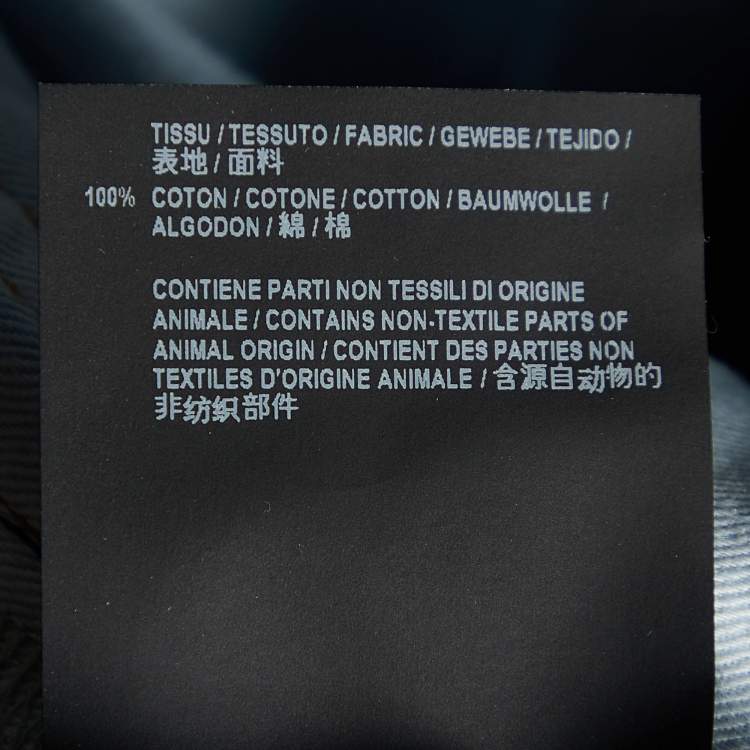 TISSU / TESSUTO / FABRIC / GEWEBE / TEJIDO /
表地 / 面料
100% COTON / COTONE / COTTON / BAUMWOLLE /
ALGODON / 綿 / 棉
CONTIENE PARTI NON TESSILI DI ORIGINE
ANIMALE / CONTAINS NON-TEXTILE PARTS OF
ANIMAL ORIGIN / CONTIENT DES PARTIES NON
TEXTILES D'ORIGINE ANIMALE / 含源自动物的
非纺织部件